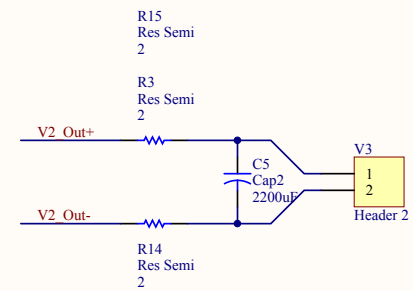 R15
Res Semi
2
R3
Res Semi
2
V2_Out+
V3
C5
1
Cap2
2
2200uF
V2_Out-
Header 2
R14
Res Semi
2